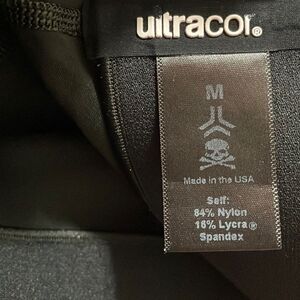 ultracor®
M
Made in the USA
Self:
84% Nylon
16% Lycra®
Spandex